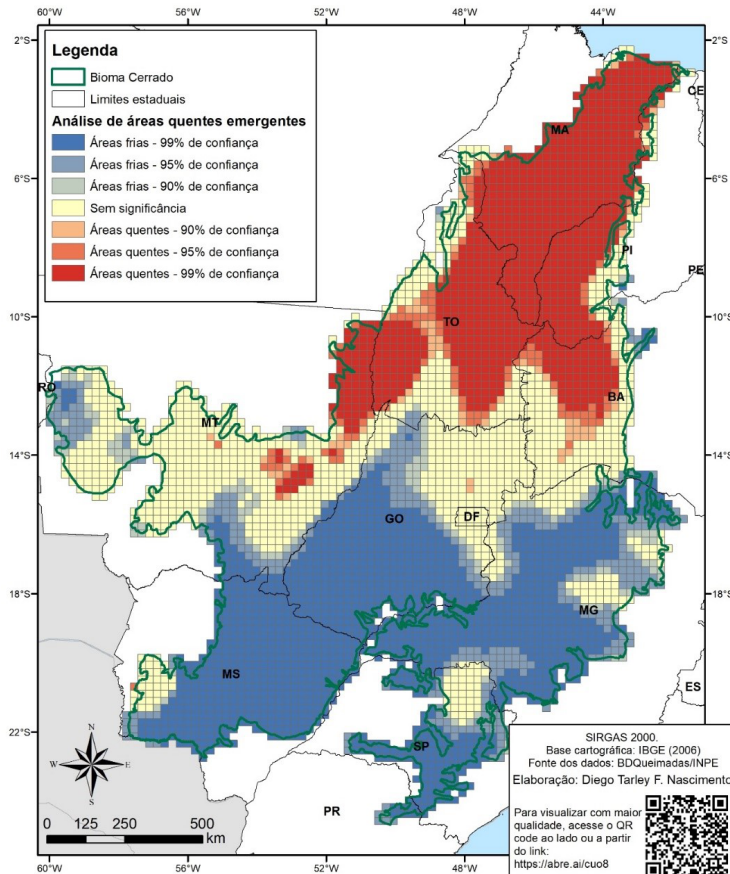 60°W
56°W
52°W
48°W
44°W
2°S
6°S
10°S
14°S
18°S
22°S
Legenda
Bioma Cerrado
Limites estaduais
Análise de áreas quentes emergentes
Áreas frias - 99% de confiança
Áreas frias - 95% de confiança
Áreas frias - 90% de confiança
Sem significância
Áreas quentes - 90% de confiança
Áreas quentes - 95% de confiança
Áreas quentes - 99% de confiança
CE
MA
PI
PE
TO
RO
BA
MT
GO
DF
MG
MS
ES
SP
PR
N
W
E
S
0 125 250 500
km
SIRGAS 2000.
Base cartográfica: IBGE (2006)
Fonte dos dados: BDQueimadas/INPE
Elaboração: Diego Tarley F. Nascimento
Para visualizar com maior
qualidade, acesse o QR
code ao lado ou a partir
do link:
https://abre.ai/cuo8
60°W
56°W
52°W
48°W
44°W